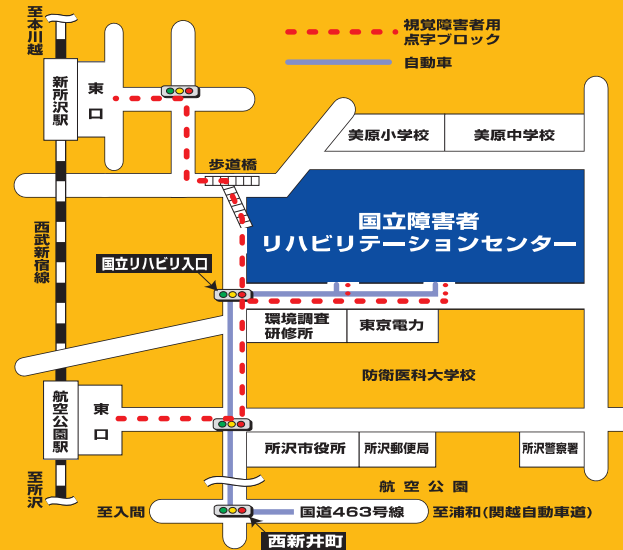 至本川越
視覚障害者用
点字ブロック
自動車
新所沢駅
東口
美原小学校
美原中学校
歩道橋
国立障害者
リハビリテーションセンター
西武新宿線
国立リハビリ入口
環境調査
研修所
東京電力
防衛医科大学校
航空公園駅
東口
所沢市役所
所沢郵便局
所沢警察署
至所沢
航空公園
至入間
国道463号線
至浦和(関越自動車道)
西新井町